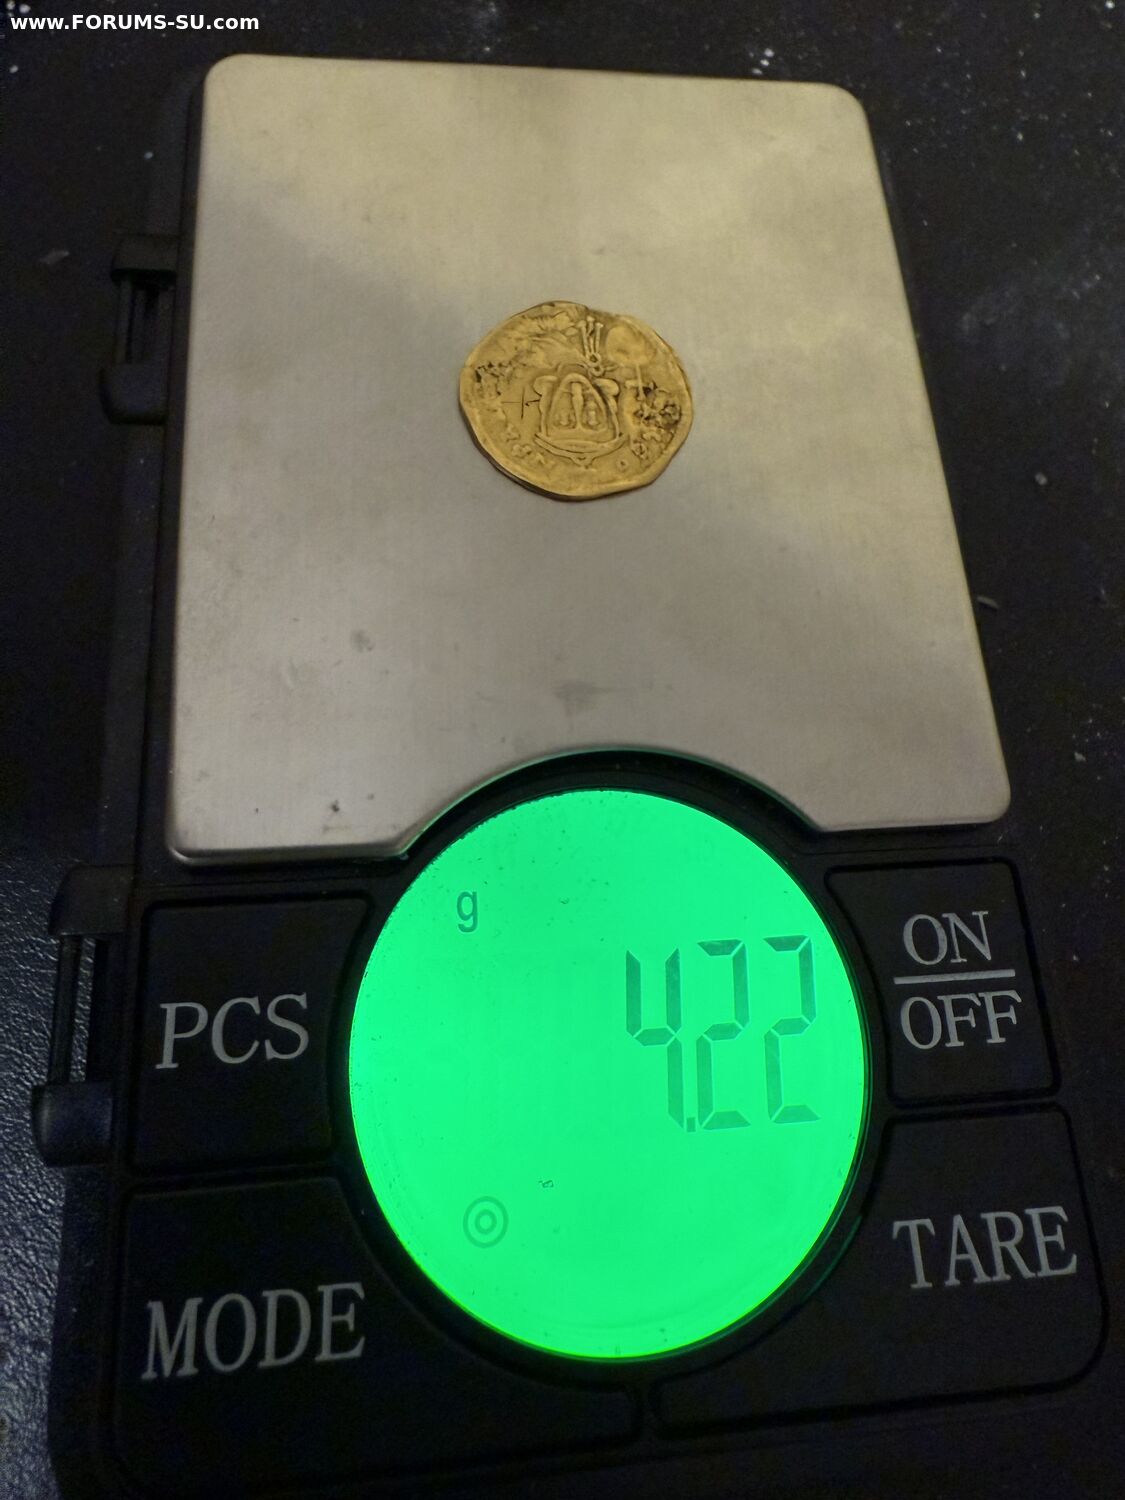 www.FORUMS-SU.com
g
4.22
PCS
ON
OFF
MODE
TARE